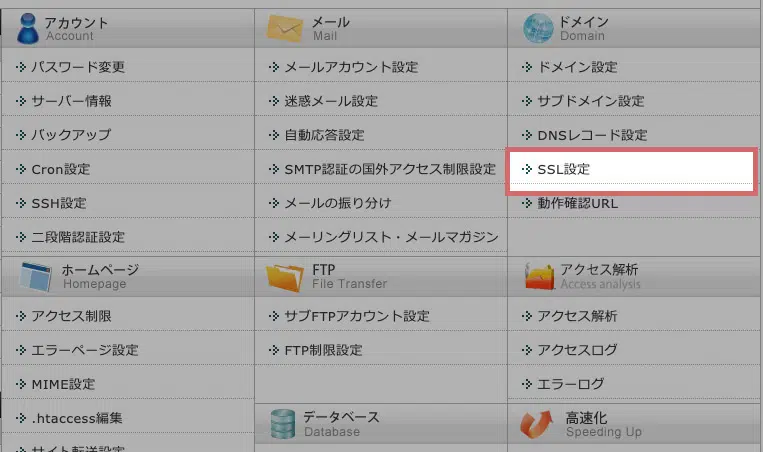 アカウント
Account
パスワード変更
サーバー情報
バックアップ
Cron設定
SSH設定
二段階認証設定
メール
Mail
メールアカウント設定
迷惑メール設定
自動応答設定
SMTP認証の国外アクセス制限設定
メールの振り分け
メーリングリスト・メールマガジン
ドメイン
Domain
ドメイン設定
サブドメイン設定
DNSレコード設定
SSL設定
動作確認URL
ホームページ
Homepage
アクセス制限
エラーページ設定
MIME設定
.htaccess編集
サイト転送設定
FTP
File Transfer
サブFTPアカウント設定
FTP制限設定
データベース
Database
アクセス解析
Access analysis
アクセス解析
アクセスログ
エラーログ
高速化
Speeding Up